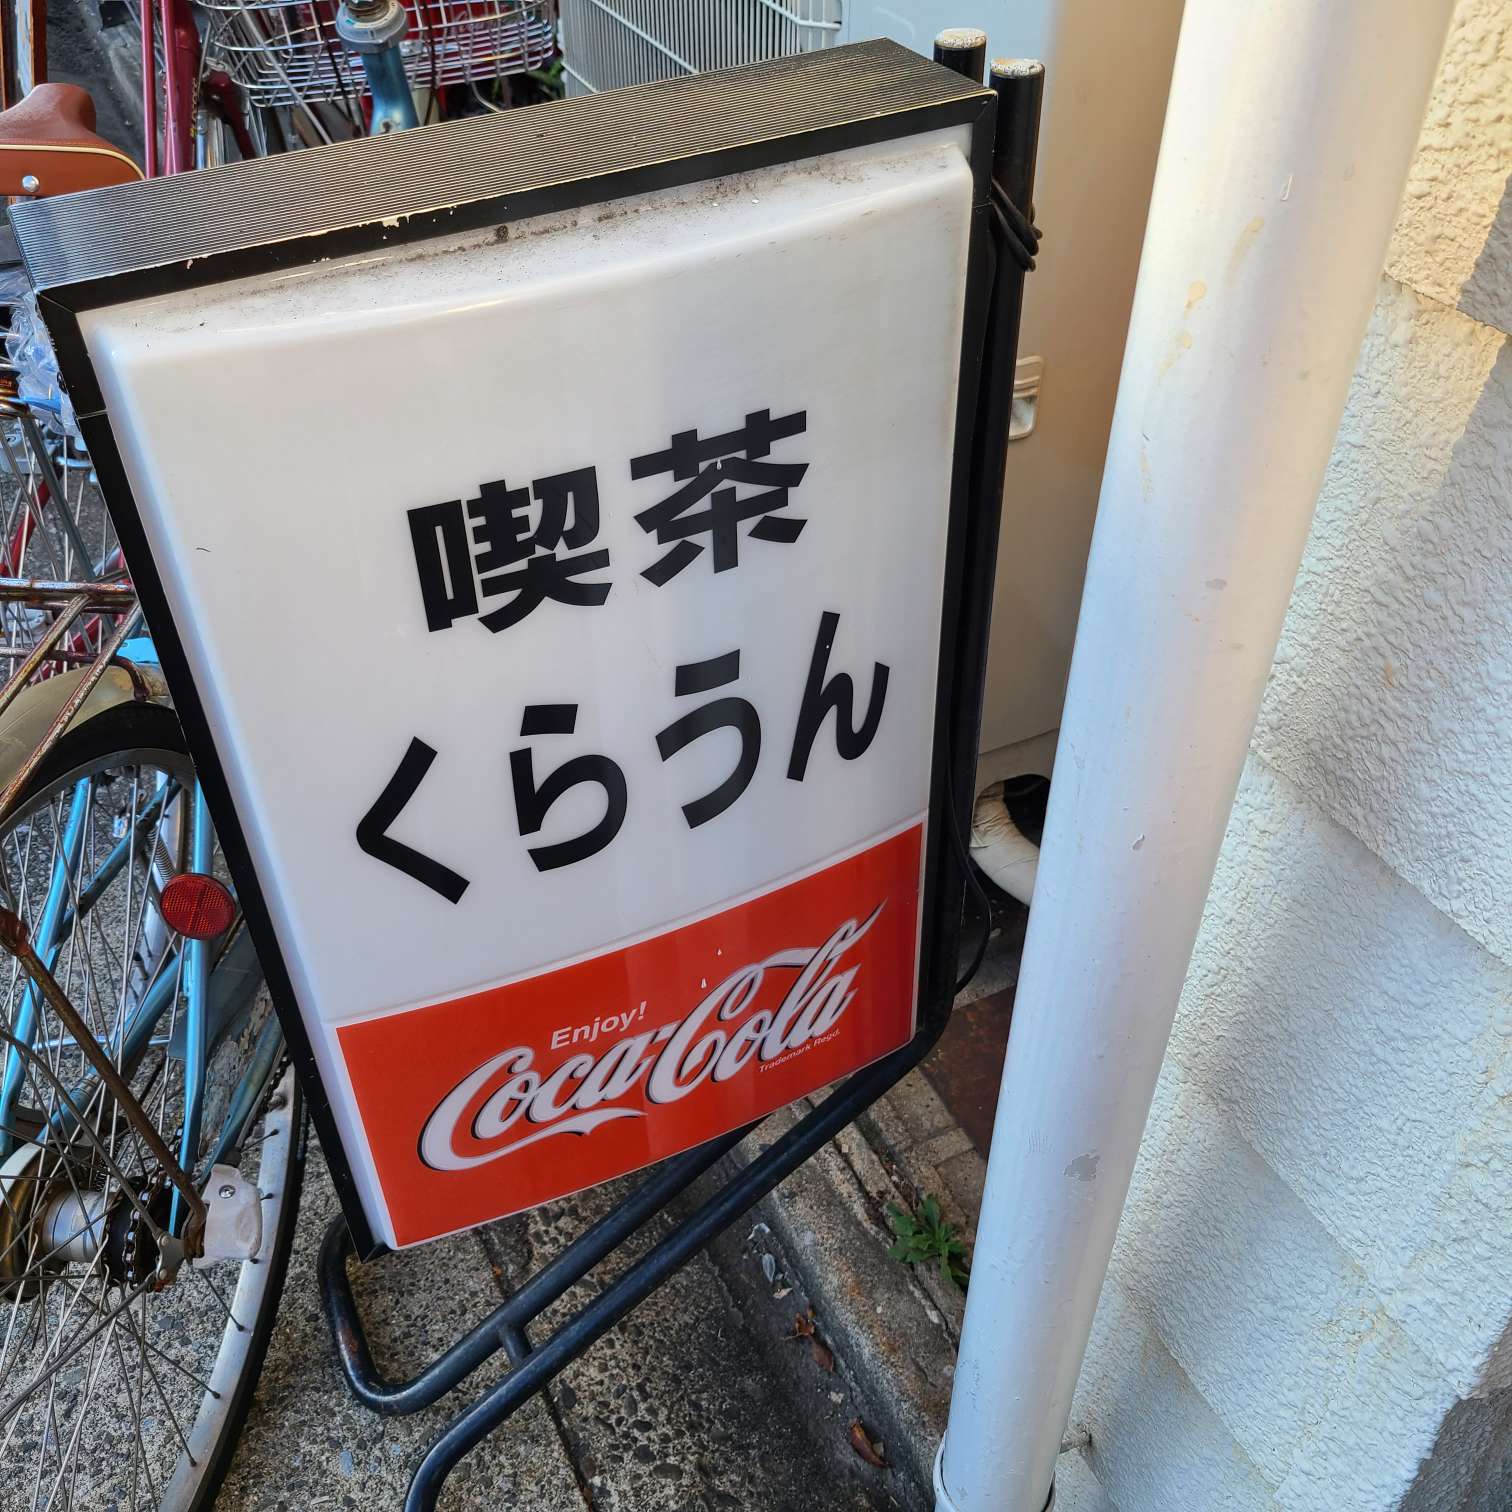 喫茶
くらうん
Enjoy!
Coca-Cola
Trademark Regd.